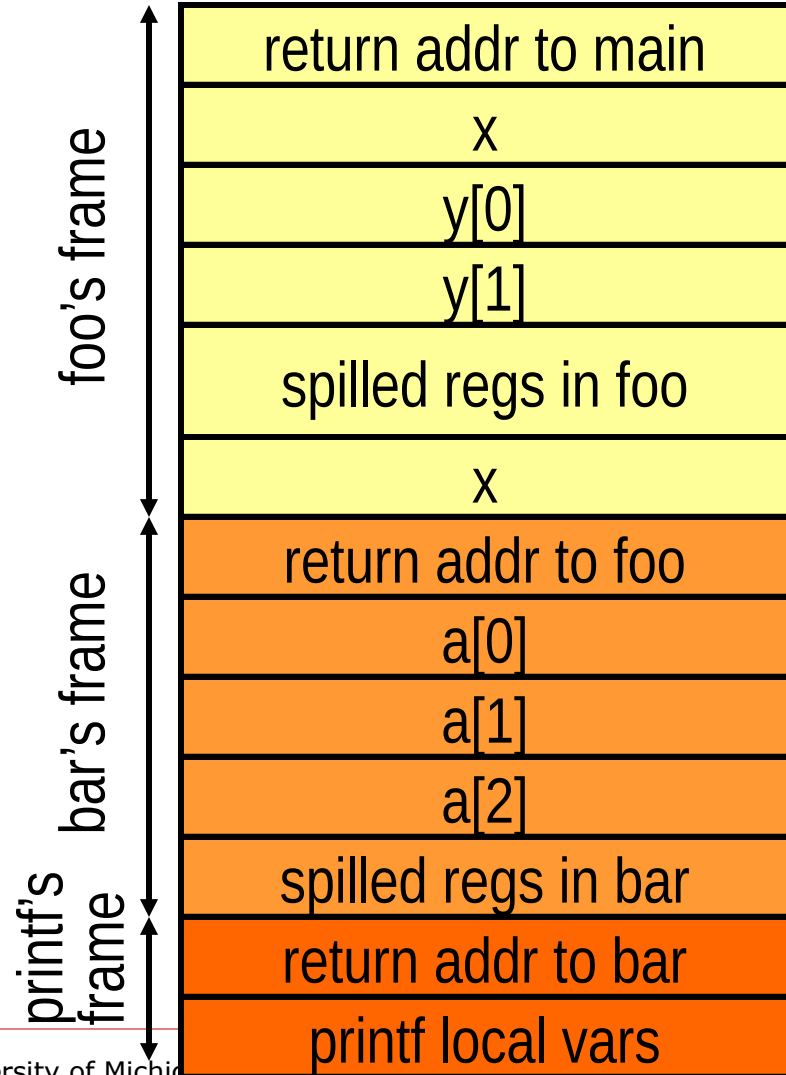 foo’s frame
return addr to main
x
y[0]
y[1]
spilled regs in foo
x
bar’s frame
return addr to foo
a[0]
a[1]
a[2]
spilled regs in bar
printf’s
frame
return addr to bar
printf local vars
of